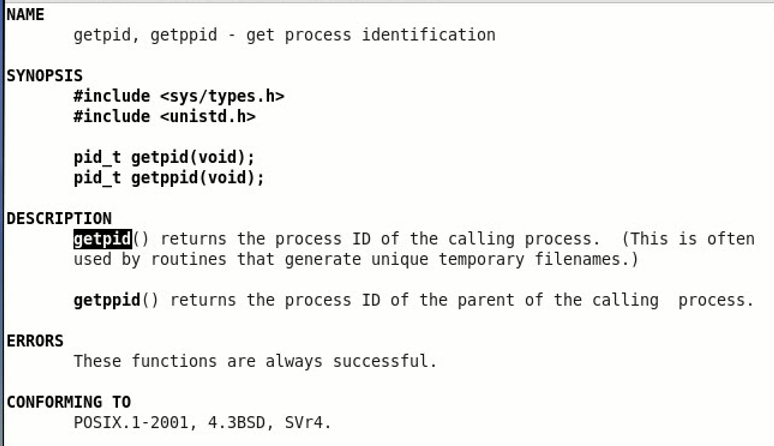 NAME
getpid, getppid - get process identification
SYNOPSIS
#include <sys/types.h>
#include <unistd.h>
pid_t getpid(void);
pid_t getppid(void);
DESCRIPTION
getpid() returns the process ID of the calling process.  (This is often
used by routines that generate unique temporary filenames.)
getppid() returns the process ID of the parent of the calling  process.
ERRORS
These functions are always successful.
CONFORMING TO
POSIX.1-2001, 4.3BSD, SVr4.